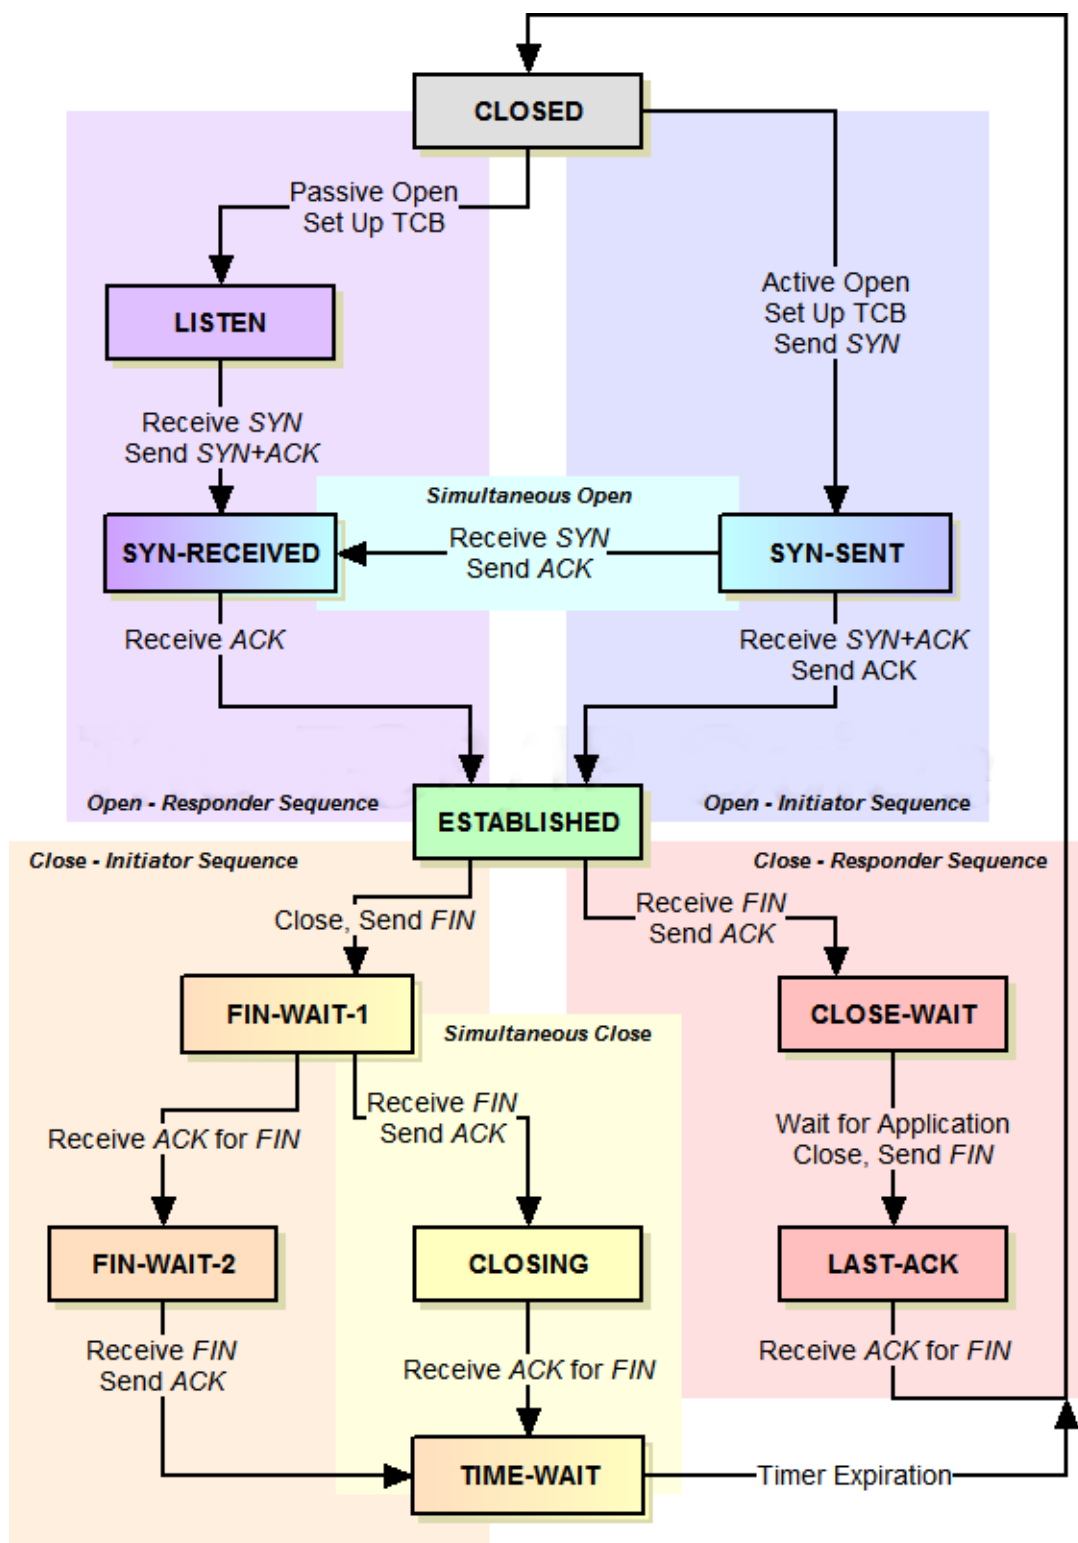 CLOSED
Passive Open
Set Up TCB
Active Open
Set Up TCB
Send SYN
LISTEN
Receive SYN
Send SYN+ACK
Simultaneous Open
SYN-RECEIVED
Receive SYN
Send ACK
SYN-SENT
Receive ACK
Receive SYN+ACK
Send ACK
Open - Responder Sequence
Open - Initiator Sequence
ESTABLISHED
Close - Initiator Sequence
Close - Responder Sequence
Close, Send FIN
Receive FIN
Send ACK
FIN-WAIT-1
Simultaneous Close
CLOSE-WAIT
Receive ACK for FIN
Receive FIN
Send ACK
Wait for Application
Close, Send FIN
FIN-WAIT-2
CLOSING
LAST-ACK
Receive FIN
Send ACK
Receive ACK for FIN
Receive ACK for FIN
TIME-WAIT
Timer Expiration